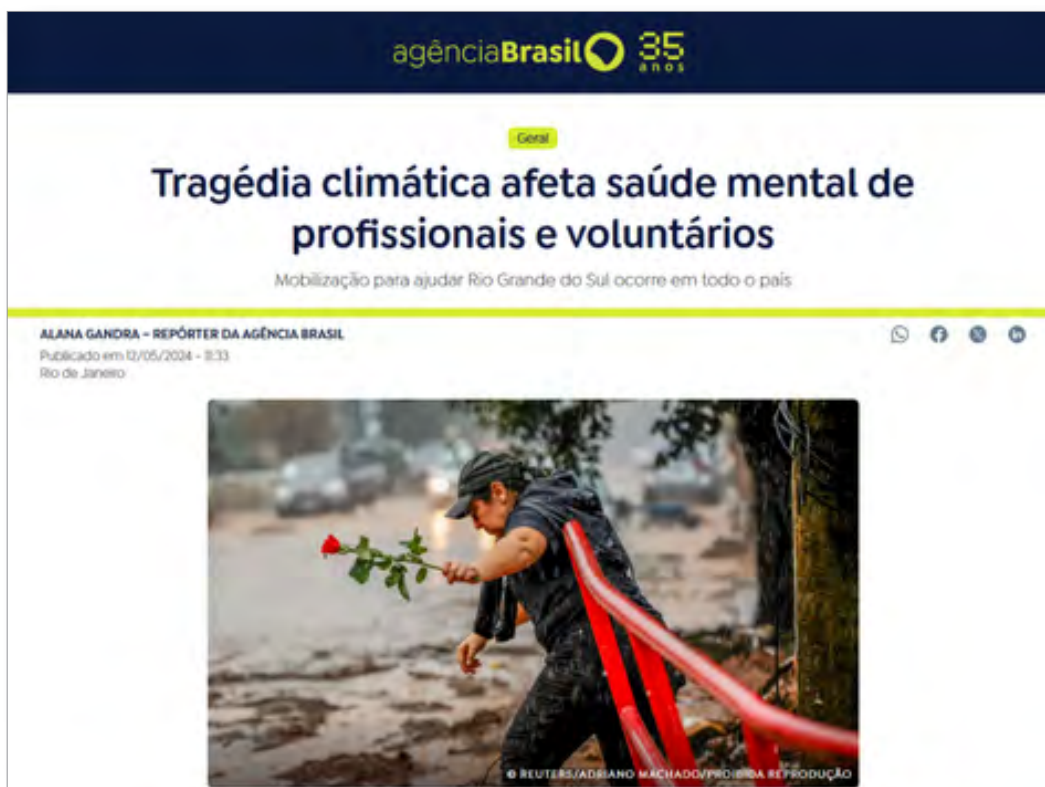 agênciaBrasil 35
anos
Geral
Tragédia climática afeta saúde mental de
profissionais e voluntários
Mobilização para ajudar Rio Grande do Sul ocorre em todo o país
ALANA GANDRA – REPÓRTER DA AGÊNCIA BRASIL
Publicado em 12/05/2024 - 11:33
Rio de Janeiro
© REUTERS/ADRIANO MACHADO/PROIBIDA REPRODUÇÃO